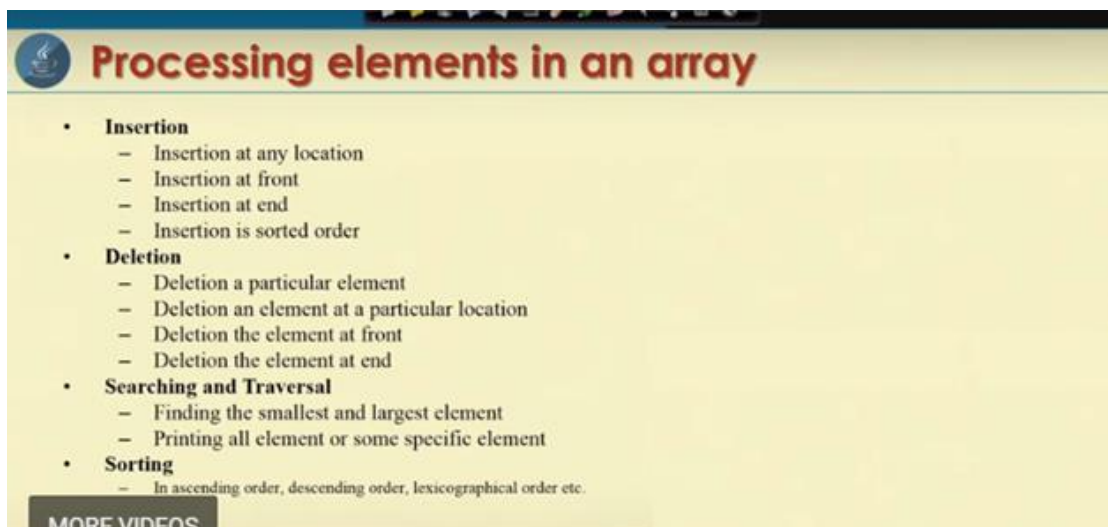 Processing elements in an array
• Insertion
– Insertion at any location
– Insertion at front
– Insertion at end
– Insertion is sorted order
• Deletion
– Deletion a particular element
– Deletion an element at a particular location
– Deletion the element at front
– Deletion the element at end
• Searching and Traversal
– Finding the smallest and largest element
– Printing all element or some specific element
• Sorting
– In ascending order, descending order, lexicographical order etc.
MORE VIDEOS